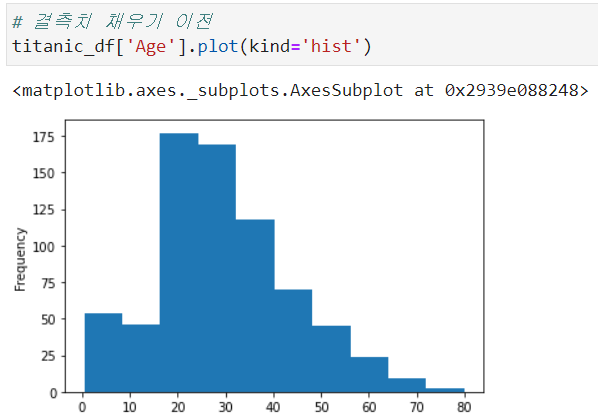 # 결측치 채우기 이전
titanic_df['Age'].plot(kind='hist')
<matplotlib.axes._subplots.AxesSubplot at 0x2939e088248>
175
150
125
100
75
50
25
0
Frequency
0 10 20 30 40 50 60 70 80